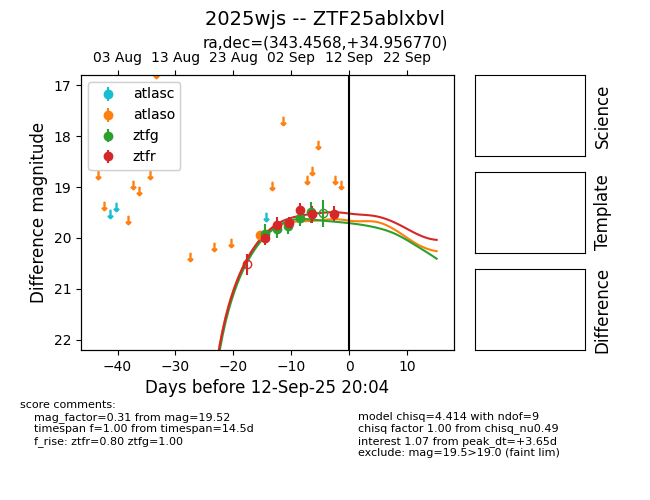 2025wjs -- ZTF25ablxbvl
ra,dec=(343.4568,+34.956770)
03 Aug 13 Aug 23 Aug 02 Sep 12 Sep 22 Sep
17
18
19
20
21
22
Difference magnitude
atlasc
atlaso
ztfg
ztfr
−40 −30 −20 −10 0 10
Days before 12-Sep-25 20:04
Science
Template
Difference
score comments:
mag_factor=0.31 from mag=19.52
timespan f=1.00 from timespan=14.5d
f_rise: ztfr=0.80 ztfg=1.00
model chisq=4.414 with ndof=9
chisq factor 1.00 from chisq_nu0.49
interest 1.07 from peak_dt=+3.65d
exclude: mag=19.5>19.0 (faint lim)